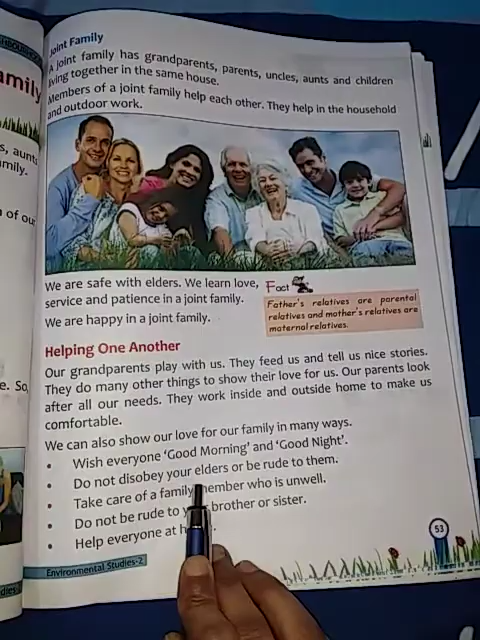 Joint Family
A joint family has grandparents, parents, uncles, aunts and children
living together in the same house.
Members of a joint family help each other. They help in the household
and outdoor work.
We are safe with elders. We learn love,
service and patience in a joint family.
We are happy in a joint family.
Fact
Father's relatives are parental
relatives and mother's relatives are
maternal relatives.
Helping One Another
Our grandparents play with us. They feed us and tell us nice stories.
They do many other things to show their love for us. Our parents look
after all our needs. They work inside and outside home to make us
comfortable.
We can also show our love for our family in many ways.
• Wish everyone 'Good Morning' and 'Good Night'.
• Do not disobey your elders or be rude to them.
• Take care of a family member who is unwell.
• Do not be rude to brother or sister.
• Help everyone at
53
Environmental Studies-2
amily
s, aunts
mily.
of our
e. So,